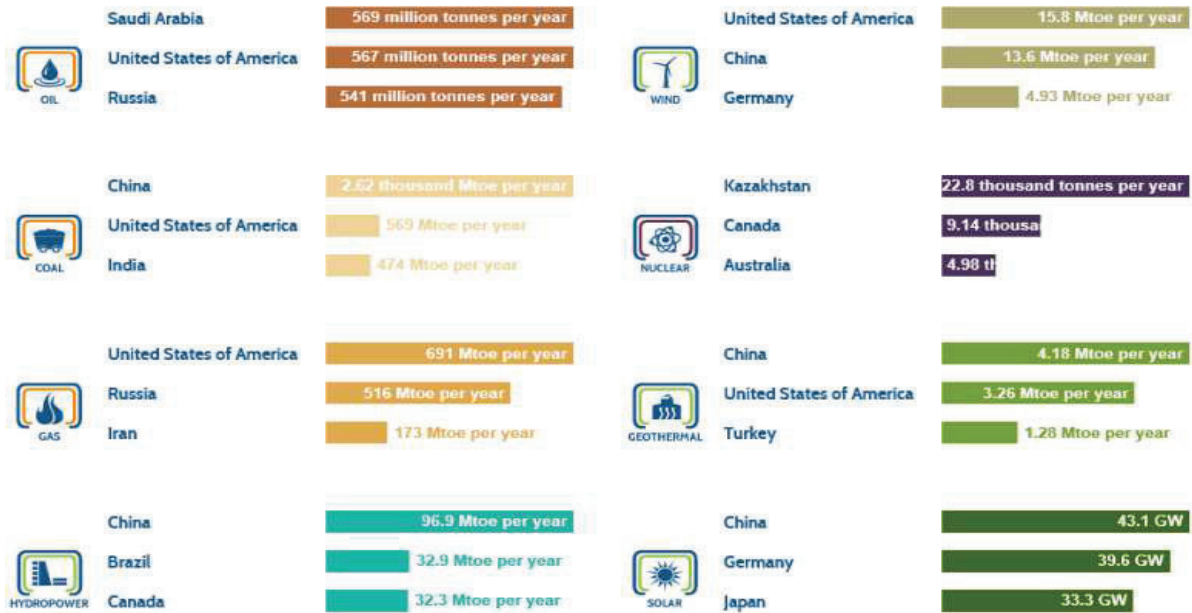 Saudi Arabia 569 million tonnes per year
United States of America 567 million tonnes per year
Russia 541 million tonnes per year
OIL
China 2.62 thousand Mtoe per year
United States of America 569 Mtoe per year
India 474 Mtoe per year
COAL
United States of America 691 Mtoe per year
Russia 516 Mtoe per year
Iran 173 Mtoe per year
GAS
China 96.9 Mtoe per year
Brazil 32.9 Mtoe per year
Canada 32.3 Mtoe per year
HYDROPOWER
United States of America 15.8 Mtoe per year
China 13.6 Mtoe per year
Germany 4.93 Mtoe per year
WIND
Kazakhstan 22.8 thousand tonnes per year
Canada 9.14 thousa
Australia 4.98 th
NUCLEAR
China 4.18 Mtoe per year
United States of America 3.26 Mtoe per year
Turkey 1.28 Mtoe per year
GEOTHERMAL
China 43.1 GW
Germany 39.6 GW
Japan 33.3 GW
SOLAR